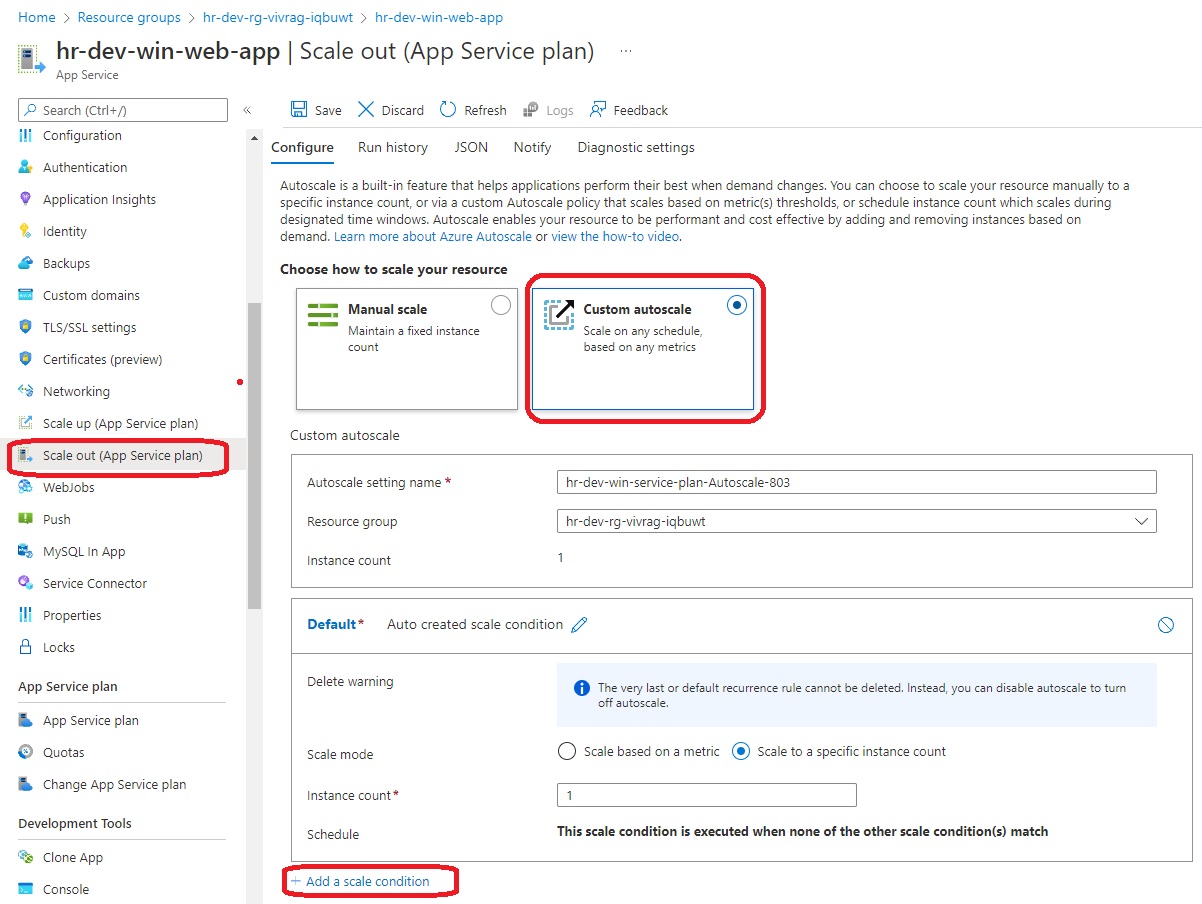 Home > Resource groups > hr-dev-rg-vivrag-iqbuwt > hr-dev-win-web-app
hr-dev-win-web-app | Scale out (App Service plan) ...
App Service
Search (Ctrl+/)
«
Configuration
Authentication
Application Insights
Identity
Backups
Custom domains
TLS/SSL settings
Certificates (preview)
Networking
Scale up (App Service plan)
Scale out (App Service plan)
WebJobs
Push
MySQL In App
Service Connector
Properties
Locks
App Service plan
App Service plan
Quotas
Change App Service plan
Development Tools
Clone App
Console
Save Discard Refresh Logs Feedback
Configure Run history JSON Notify Diagnostic settings
Autoscale is a built-in feature that helps applications perform their best when demand changes. You can choose to scale your resource manually to a
specific instance count, or via a custom Autoscale policy that scales based on metric(s) thresholds, or schedule instance count which scales during
designated time windows. Autoscale enables your resource to be performant and cost effective by adding and removing instances based on
demand. Learn more about Azure Autoscale or view the how-to video.
Choose how to scale your resource
Manual scale
Maintain a fixed instance
count
Custom autoscale
Scale on any schedule,
based on any metrics
Custom autoscale
Autoscale setting name * hr-dev-win-service-plan-Autoscale-803
Resource group hr-dev-rg-vivrag-iqbuwt
Instance count 1
Default* Auto created scale condition
Delete warning
The very last or default recurrence rule cannot be deleted. Instead, you can disable autoscale to turn
off autoscale.
Scale mode Scale based on a metric Scale to a specific instance count
Instance count* 1
Schedule This scale condition is executed when none of the other scale condition(s) match
+ Add a scale condition